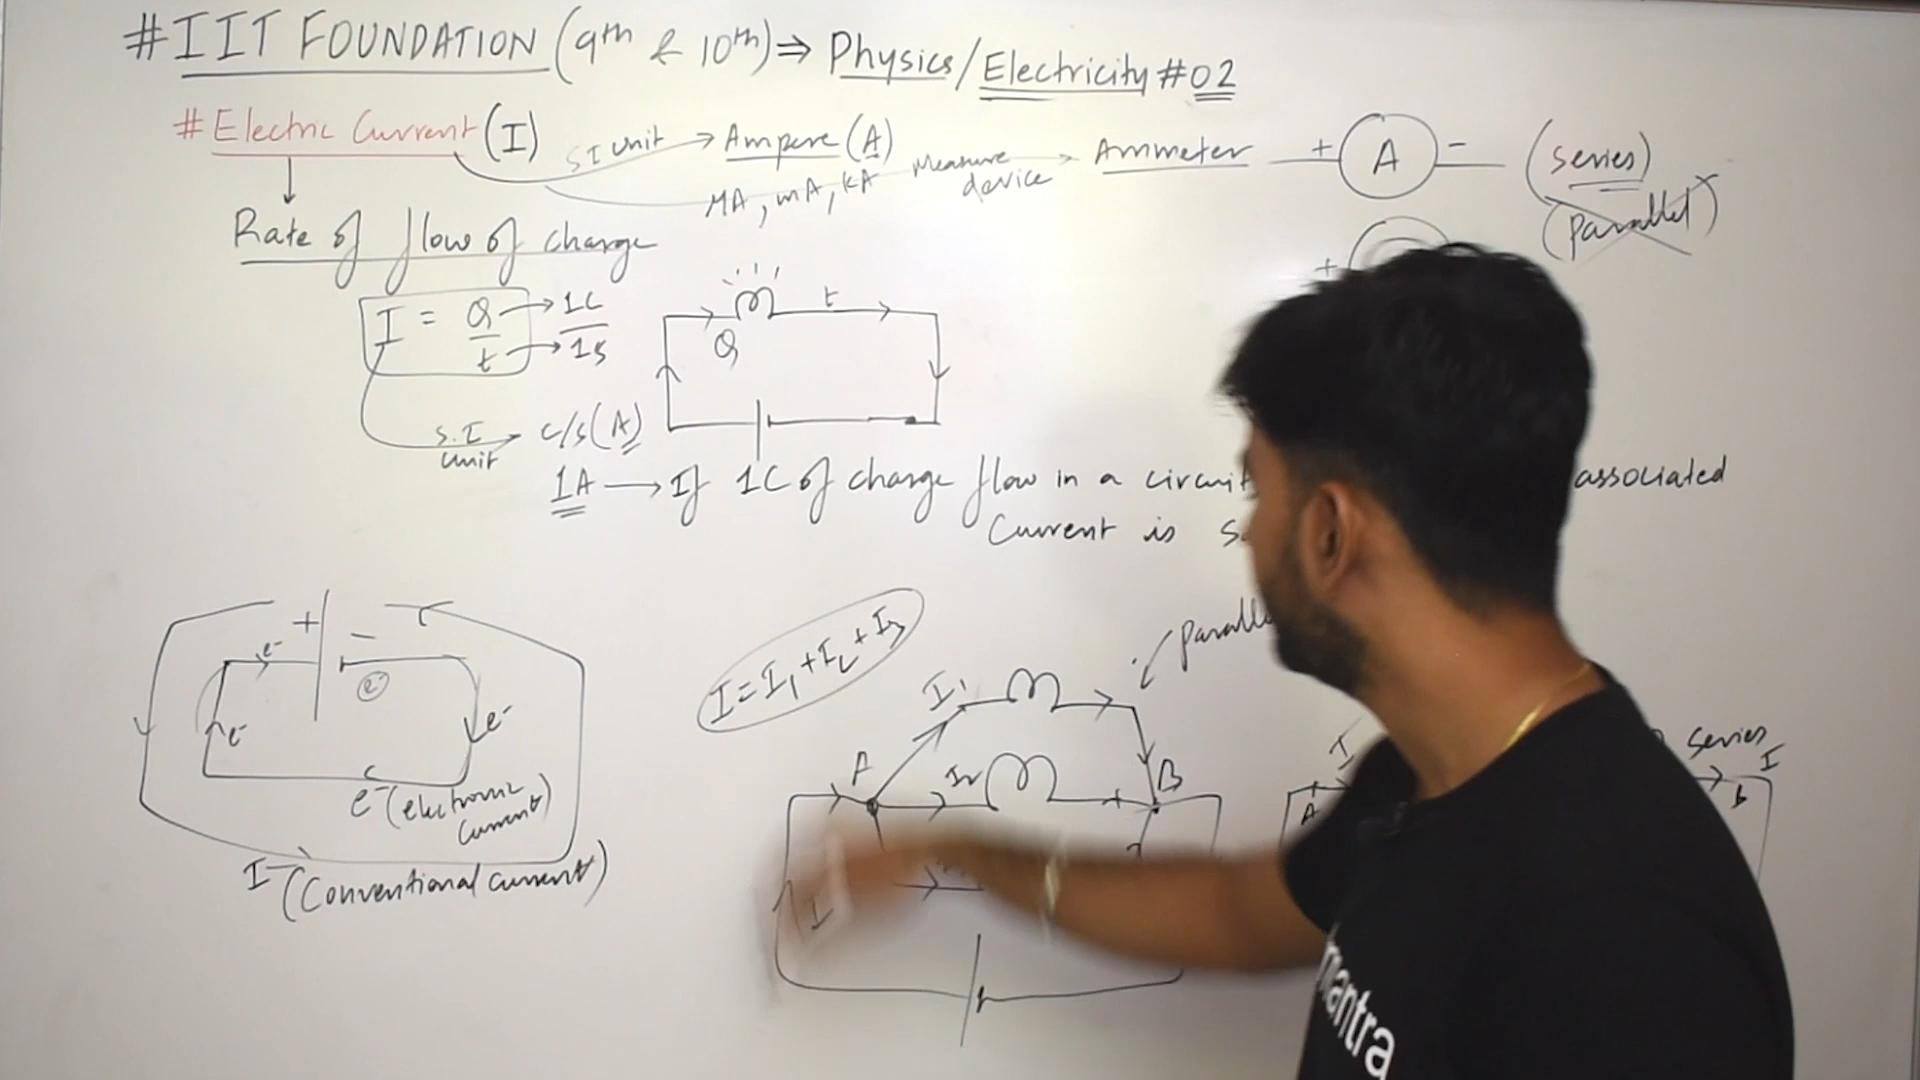 #IIT FOUNDATION (9th & 10th) ⇒ Physics/Electricity #02
# Electric Current (I) SI unit → Ampere (A) Measure device → Ammeter + A - (series)
MA, mA, kA
(Parallel)
Rate of flow of charge
+
I = Q/t → 1C/1s
Q t
S.I unit → C/s (A)
1A → If 1C of charge flow in a circuit associated
Current is
+ −
e- e-
e- e-
e- (electronic current)
I (Conventional current)
I = I1 + I2 + I3
I1
A I2 B
I
I series I
A B
mantra